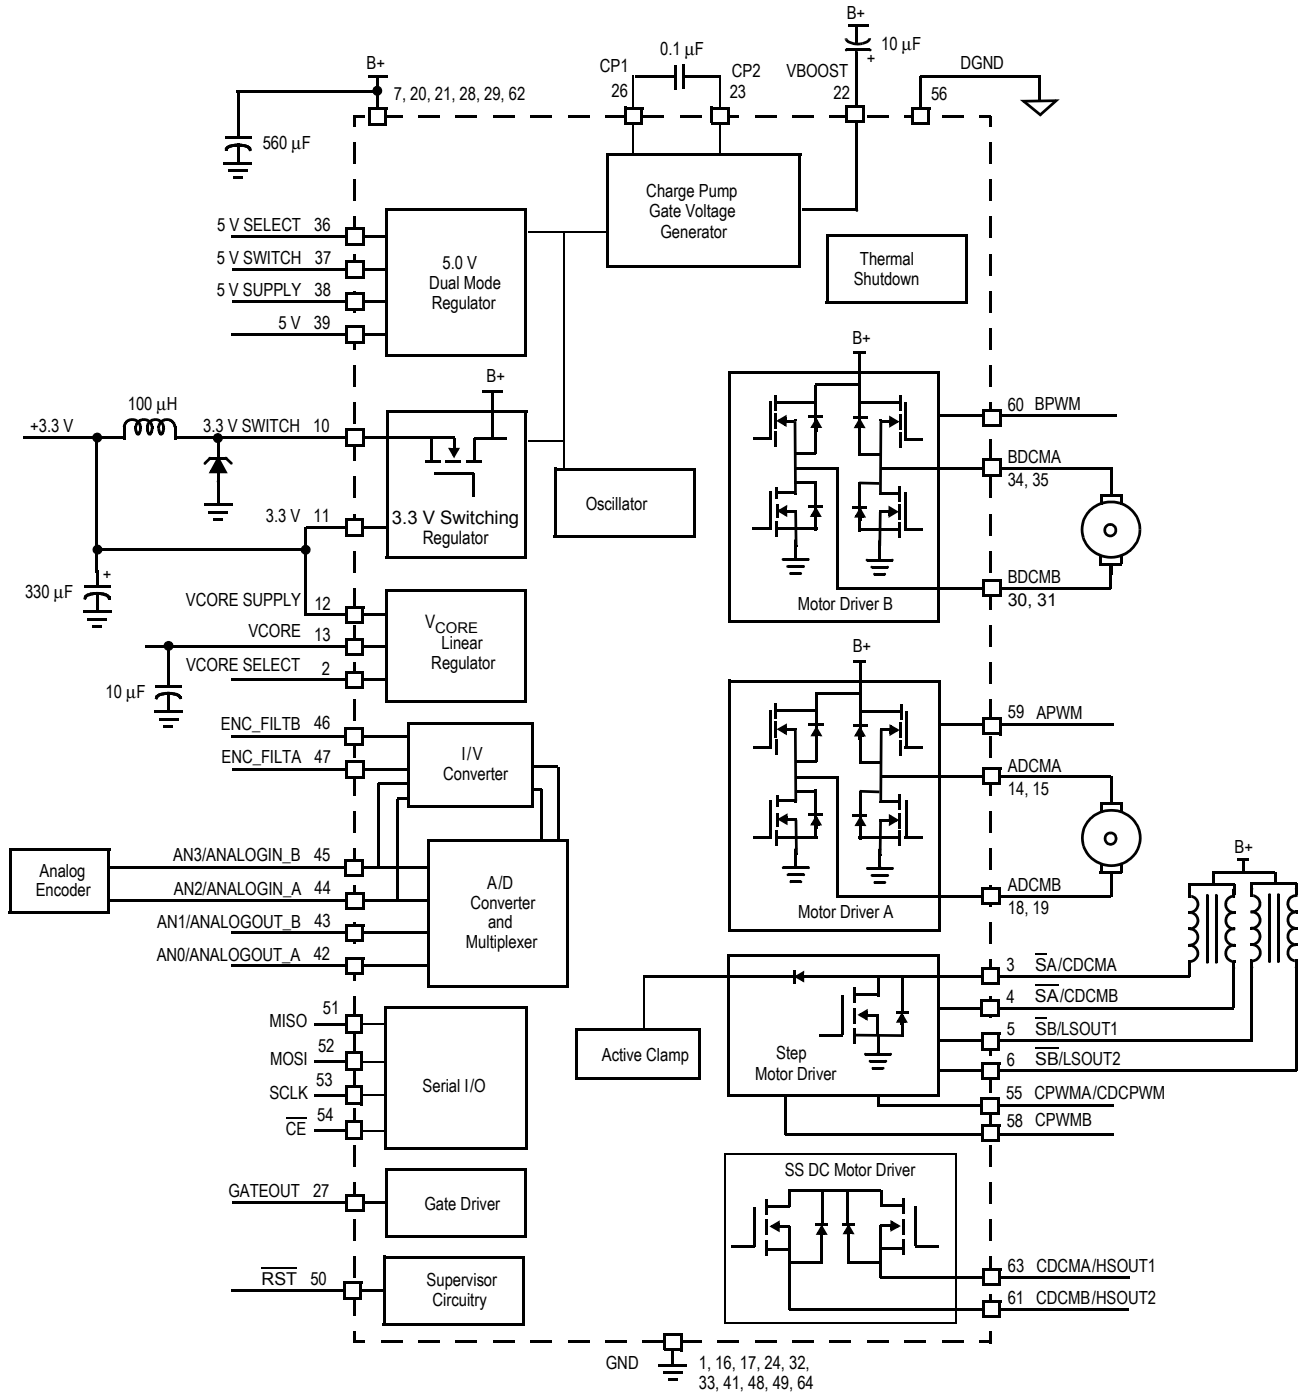 B+
7, 20, 21, 28, 29, 62
560 µF
CP1
26
0.1 µF
CP2
23
B+
10 µF
+
VBOOST
22
DGND
56
Charge Pump
Gate Voltage
Generator
Thermal
Shutdown
5 V SELECT 36
5 V SWITCH 37
5 V SUPPLY 38
5 V 39
5.0 V
Dual Mode
Regulator
B+
+3.3 V
100 µH
3.3 V SWITCH 10
3.3 V 11
3.3 V Switching
Regulator
Oscillator
+
330 µF
VCORE SUPPLY 12
VCORE 13
VCORE SELECT 2
10 µF
VCORE
Linear
Regulator
B+
Motor Driver B
60 BPWM
BDCMA
34, 35
BDCMB
30, 31
B+
Motor Driver A
59 APWM
ADCMA
14, 15
ADCMB
18, 19
ENC_FILTB 46
ENC_FILTA 47
I/V
Converter
Analog
Encoder
AN3/ANALOGIN_B 45
AN2/ANALOGIN_A 44
AN1/ANALOGOUT_B 43
AN0/ANALOGOUT_A 42
A/D
Converter
and
Multiplexer
B+
3 S̅A/CDCMA
4 S̅A̅/CDCMB
5 S̅B/LSOUT1
6 S̅B̅/LSOUT2
55 CPWMA/CDCPWM
58 CPWMB
Active Clamp
Step
Motor Driver
MISO 51
MOSI 52
SCLK 53
C̅E̅ 54
Serial I/O
GATEOUT 27
Gate Driver
R̅S̅T̅ 50
Supervisor
Circuitry
SS DC Motor Driver
63 CDCMA/HSOUT1
61 CDCMB/HSOUT2
GND
1, 16, 17, 24, 32,
33, 41, 48, 49, 64